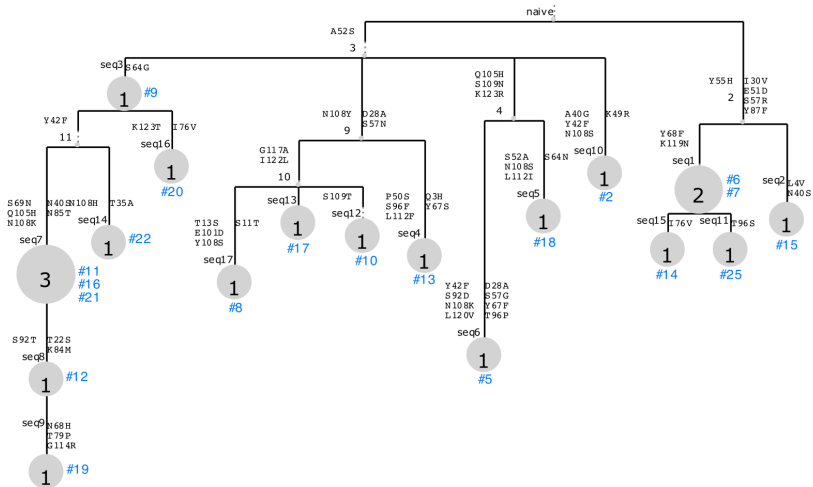 naive
A52S
3
seq3 S64G
1 #9
Y42F
11
K123T I76V
seq16
1
#20
S69N N40S
Q105H N85T
N108K
seq7
3
#11
#16
#21
N108H T35A
seq14
1 #22
S92T T22S
K84M
seq8
1 #12
seq9 N68H
T79P
G114R
1 #19
N108Y D28A
S57N
9
G117A
I122L
10
T13S S11T
E101D
Y108S
seq17
1
#8
seq13
1
#17
S109T
seq12
1
#10
P50S Q3H
S96F Y67S
L112F
seq4
1
#13
Q105H
S109N
K123R
4
Y42F D28A
S92D S57G
N108K Y67F
L120V T96P
seq6
1
#5
S52A S64N
N108S
L112I
seq5
1
#18
A40G K49R
Y42F
N108S
seq10
1
#2
Y55H I30V
E51D
2 S57R
Y87F
Y68F
K119N
seq1
2
#6
#7
seq15 I76V
1
#14
seq11 T96S
1
#25
seq2 L4V
N40S
1
#15